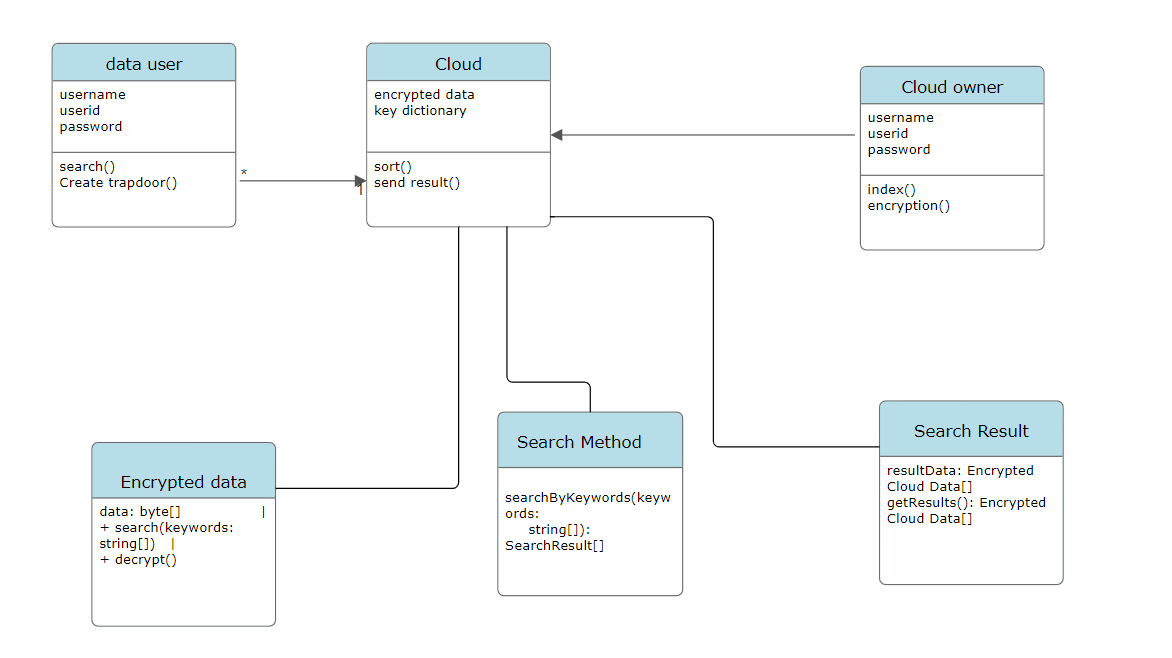 data user
username
userid
password
search()
Create trapdoor()
*
1
Cloud
encrypted data
key dictionary
sort()
send result()
Cloud owner
username
userid
password
index()
encryption()
Encrypted data
data: byte[] |
+ search(keywords:
string[]) |
+ decrypt()
Search Method
searchByKeywords(keyw
ords:
string[]):
SearchResult[]
Search Result
resultData: Encrypted
Cloud Data[]
getResults(): Encrypted
Cloud Data[]